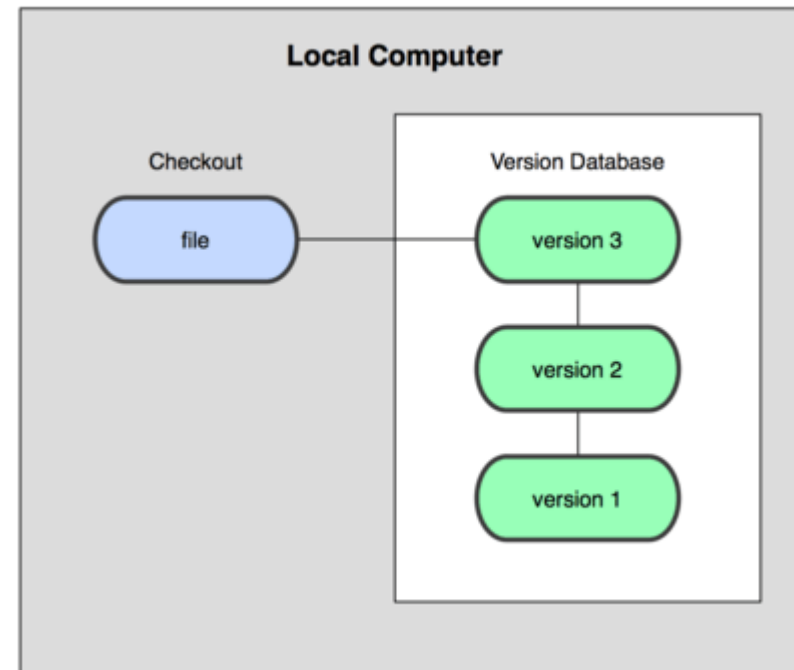 Local Computer
Checkout
Version Database
file
version 3
version 2
version 1